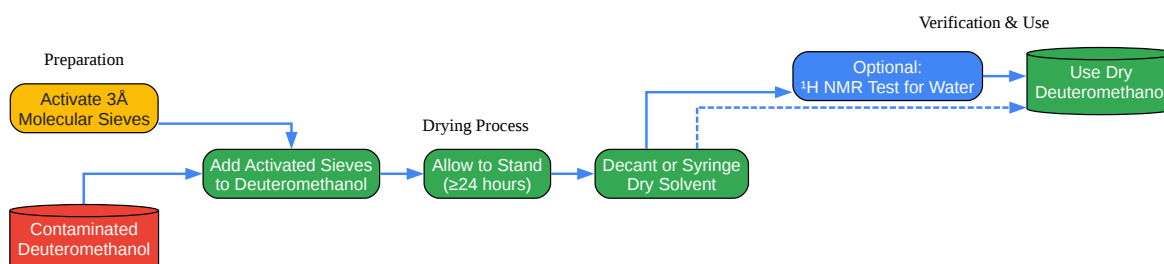 Verification & Use
Preparation
Optional:
¹H NMR Test for Water
Use Dry
Deuteromethanol
Activate 3Å
Molecular Sieves
Drying Process
Add Activated Sieves
to Deuteromethanol
Allow to Stand
(≥24 hours)
Decant or Syringe
Dry Solvent
Contaminated
Deuteromethanol